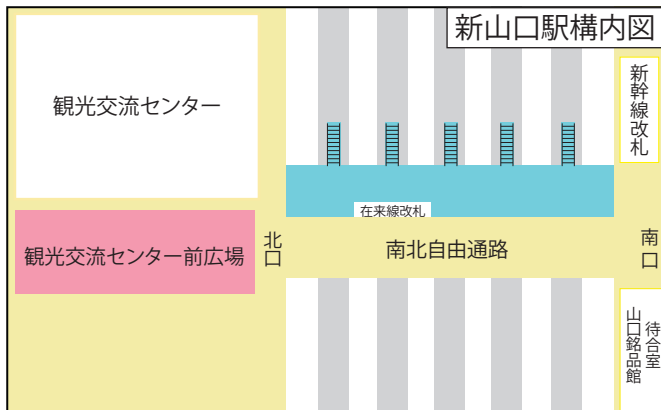 新山口駅構内図
観光交流センター
新幹線改札
在来線改札
観光交流センター前広場
北口
南北自由通路
南口
待合室
山口銘品館